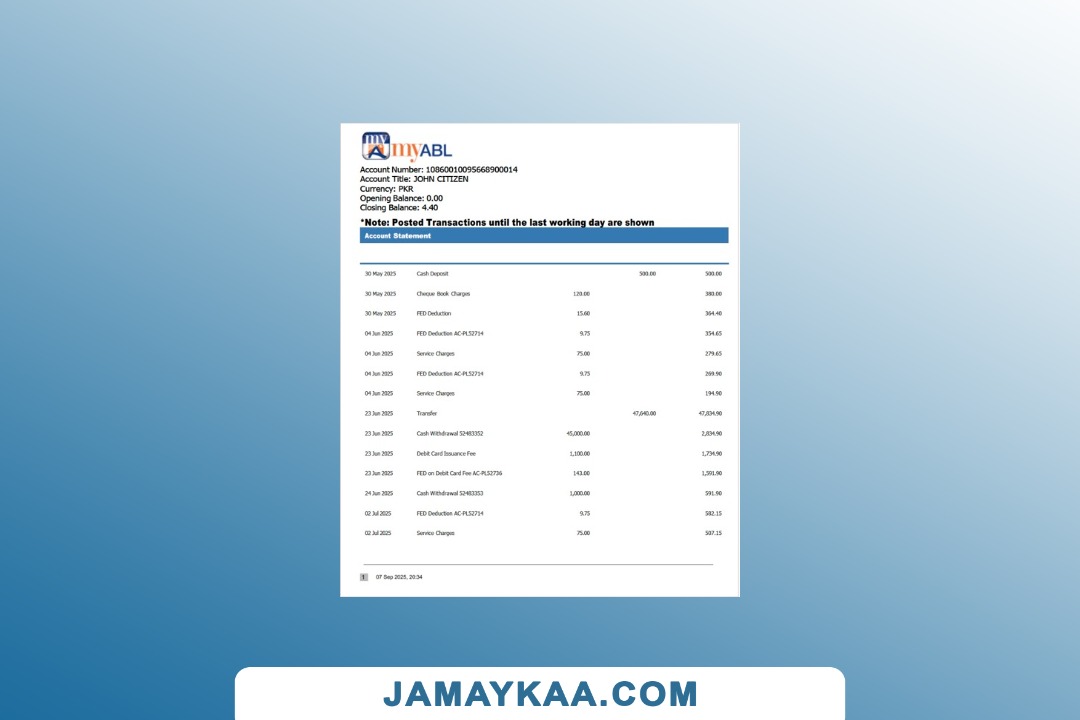 my
myABL
Account Number: 10860010095668900014
Account Title: JOHN CITIZEN
Currency: PKR
Opening Balance: 0.00
Closing Balance: 4.40
*Note: Posted Transactions until the last working day are shown
Account Statement
30 May 2025 Cash Deposit 500.00 500.00
30 May 2025 Cheque Book Charges 120.00 380.00
30 May 2025 FED Deduction 15.60 364.40
04 Jun 2025 FED Deduction AC-PL52714 9.75 354.65
04 Jun 2025 Service Charges 75.00 279.65
04 Jun 2025 FED Deduction AC-PL52714 9.75 269.90
04 Jun 2025 Service Charges 75.00 194.90
23 Jun 2025 Transfer 47,640.00 47,834.90
23 Jun 2025 Cash Withdrawal 52483352 45,000.00 2,834.90
23 Jun 2025 Debit Card Issuance Fee 1,100.00 1,734.90
23 Jun 2025 FED on Debit Card Fee AC-PL52736 143.00 1,591.90
24 Jun 2025 Cash Withdrawal 52483353 1,000.00 591.90
02 Jul 2025 FED Deduction AC-PL52714 9.75 582.15
02 Jul 2025 Service Charges 75.00 507.15
1 07 Sep 2025, 20:34
JAMAYKAA.COM